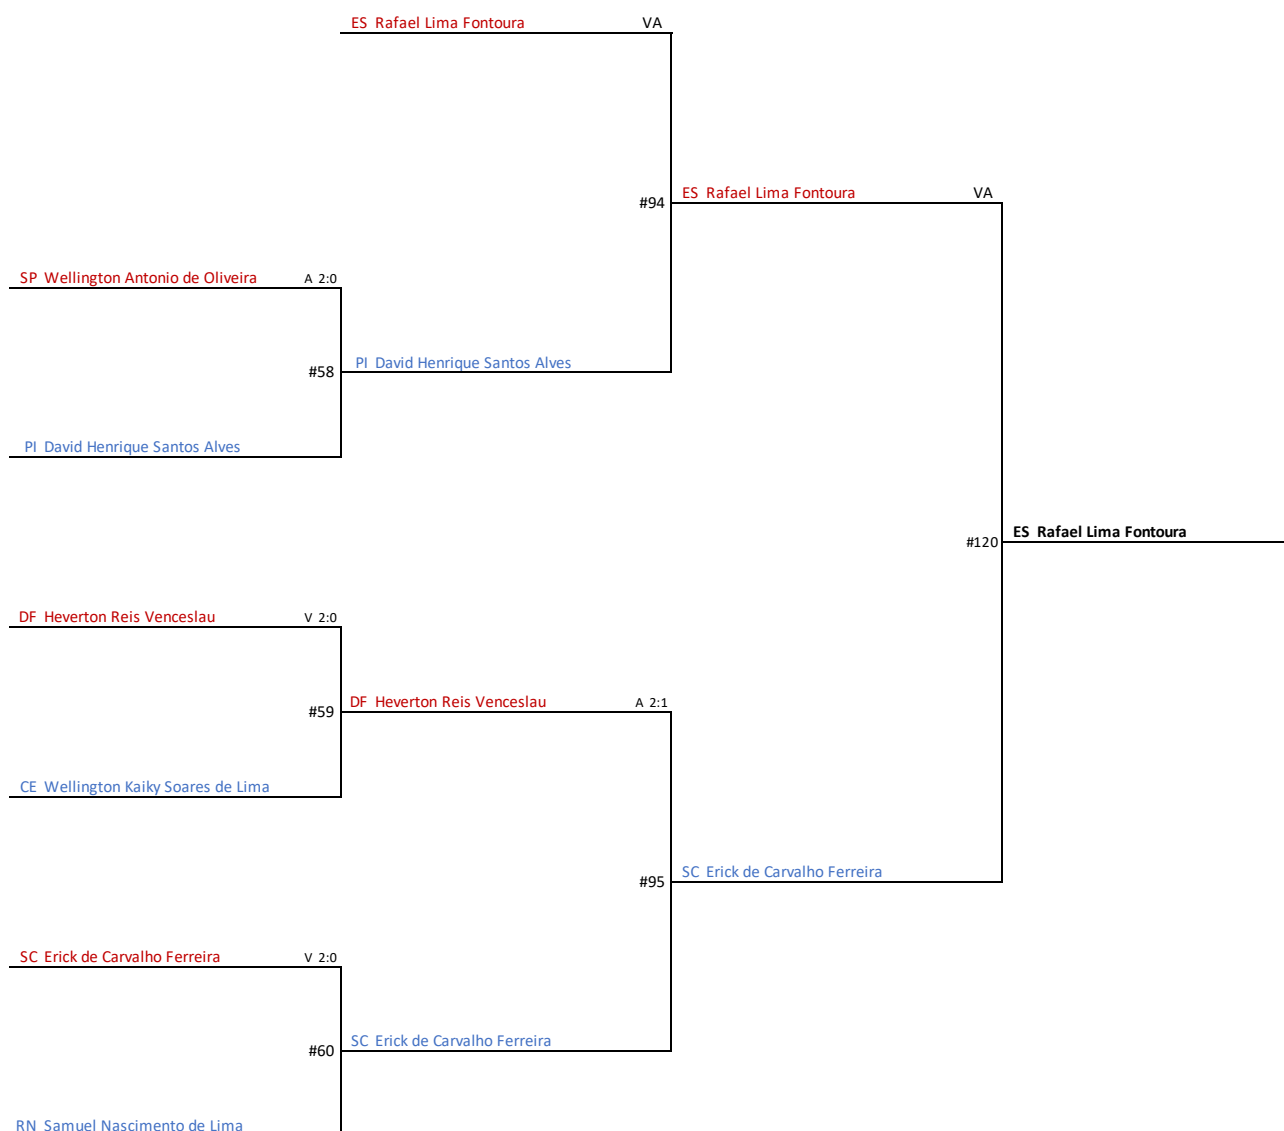 ES Rafael Lima Fontoura VA
#94 ES Rafael Lima Fontoura VA
SP Wellington Antonio de Oliveira A 2:0
#58 PI David Henrique Santos Alves
PI David Henrique Santos Alves
#120 ES Rafael Lima Fontoura
DF Heverton Reis Venceslau V 2:0
#59 DF Heverton Reis Venceslau A 2:1
CE Wellington Kaiky Soares de Lima
#95 SC Erick de Carvalho Ferreira
SC Erick de Carvalho Ferreira V 2:0
#60 SC Erick de Carvalho Ferreira
RN Samuel Nascimento de Lima